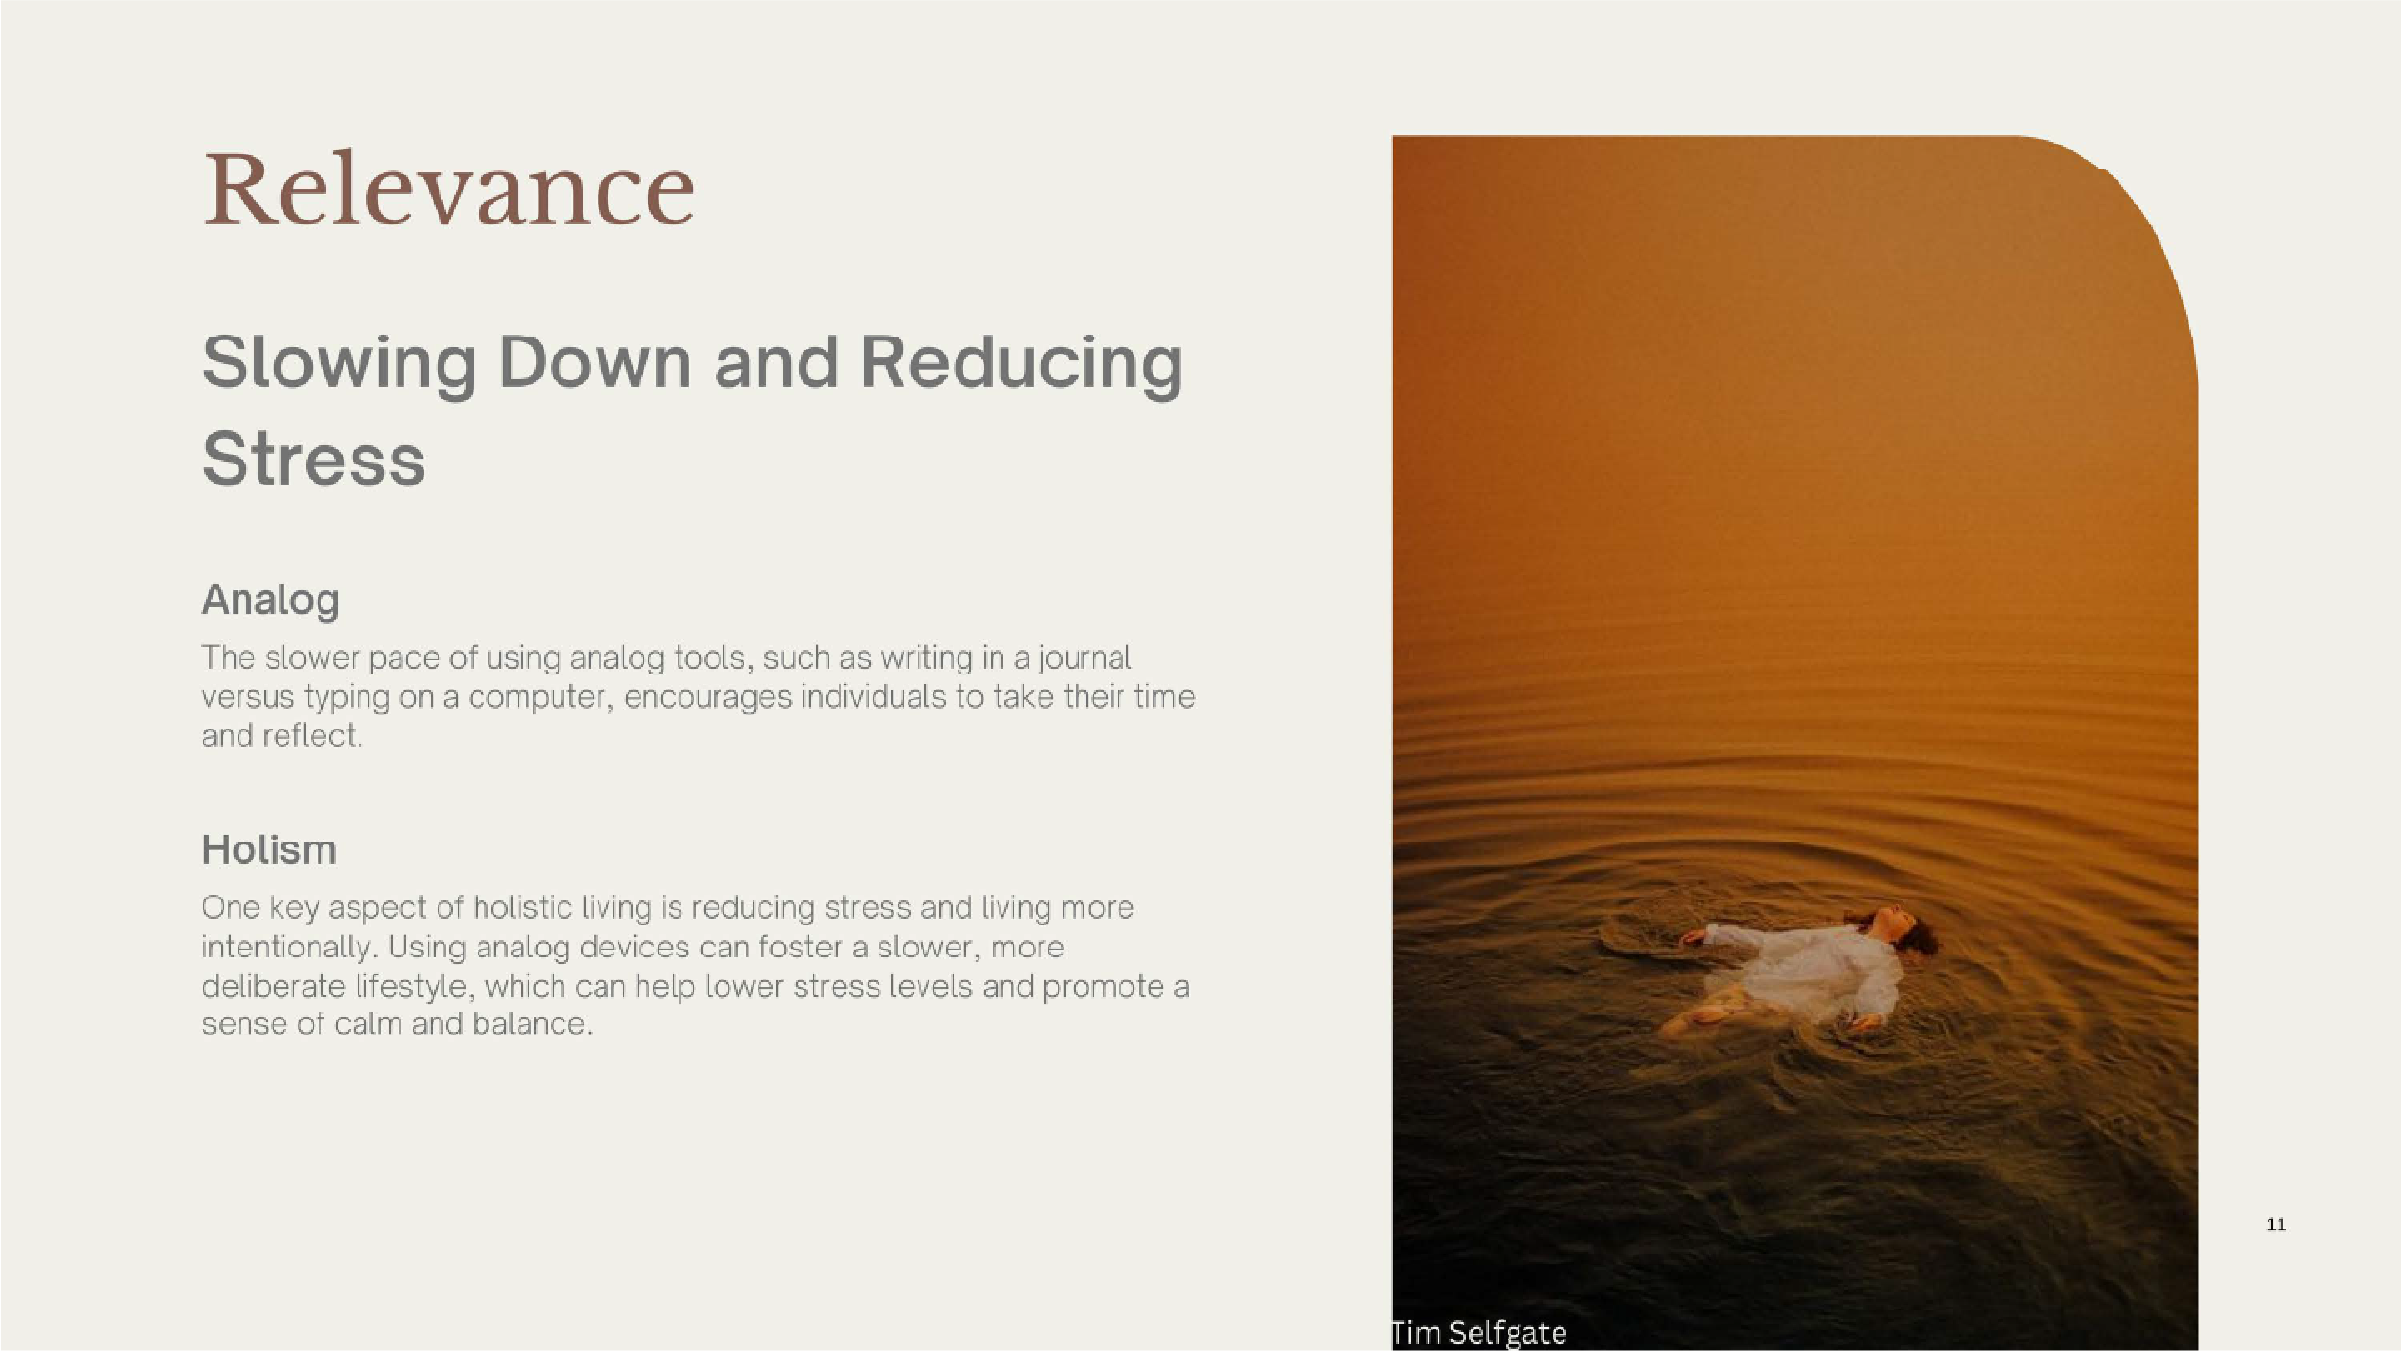 Relevance
Slowing Down and Reducing
Stress
Analog
The slower pace of using analog tools, such as writing in a journal
versus typing on a computer, encourages individuals to take their time
and reflect.
Holism
One key aspect of holistic living is reducing stress and living more
intentionally. Using analog devices can foster a slower, more
deliberate lifestyle, which can help lower stress levels and promote a
sense of calm and balance.
11
Tim Selfgate